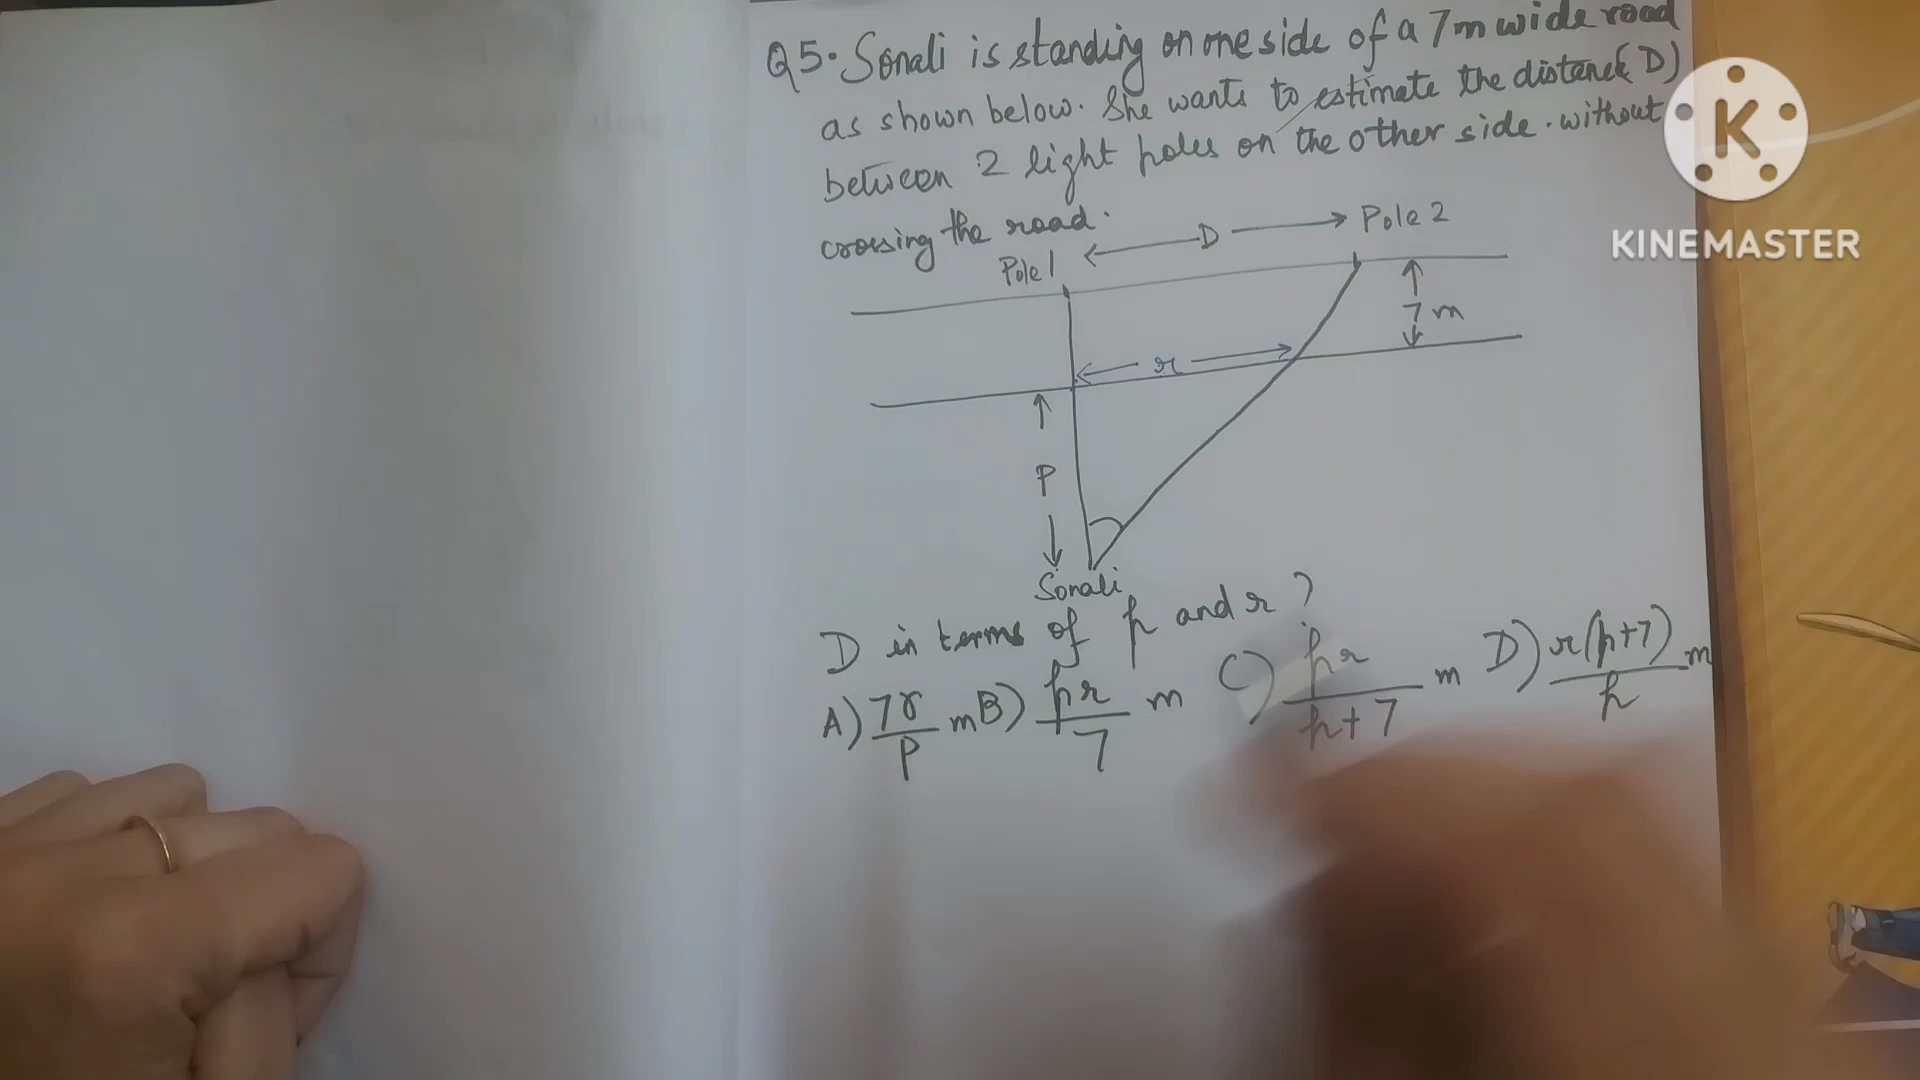 Q5. Sonali is standing on one side of a 7m wide road
as shown below. She wants to estimate the distance (D)
between 2 light poles on the other side. without
crossing the road.
Pole 1
D
Pole 2
7 m
r
P
Sonali
D in terms of p and r ?
A) 7r/P m B) pr/7 m C) pr/p+7 m D) r(p+7)/p m
K
KINEMASTER